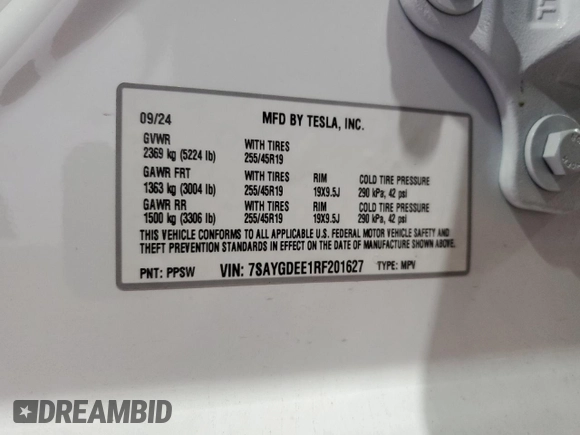 09/24 MFD BY TESLA, INC.
GVWR WITH TIRES
2369 kg (5224 lb) 255/45R19
GAWR FRT WITH TIRES RIM COLD TIRE PRESSURE
1363 kg (3004 lb) 255/45R19 19X9.5J 290 kPa, 42 psi
GAWR RR WITH TIRES RIM COLD TIRE PRESSURE
1500 kg (3306 lb) 255/45R19 19X9.5J 290 kPa, 42 psi
THIS VEHICLE CONFORMS TO ALL APPLICABLE U.S. FEDERAL MOTOR VEHICLE SAFETY AND
THEFT PREVENTION STANDARDS IN EFFECT ON THE DATE OF MANUFACTURE SHOWN ABOVE.
PNT: PPSW VIN: 7SAYGDEE1RF201627 TYPE: MPV
DREAMBID